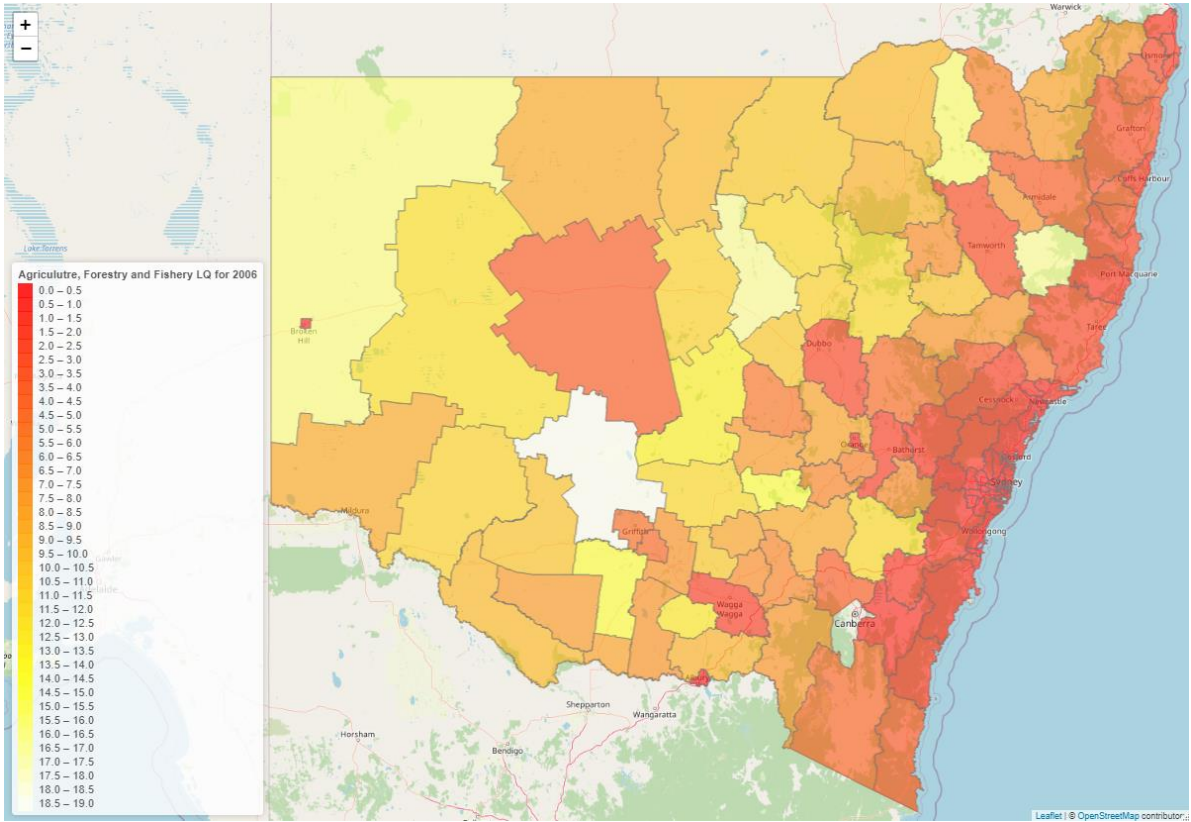 +
−
Warwick
Lismore
Grafton
Coffs Harbour
Armidale
Lake Torrens
Tamworth
Port Macquarie
Agriculutre, Forestry and Fishery LQ for 2006
0.0 – 0.5
0.5 – 1.0
1.0 – 1.5
1.5 – 2.0
2.0 – 2.5
2.5 – 3.0
3.5 – 4.0
4.0 – 4.5
4.5 – 5.0
5.0 – 5.5
5.5 – 6.0
6.0 – 6.5
6.5 – 7.0
7.0 – 7.5
7.5 – 8.0
8.0 – 8.5
8.5 – 9.0
9.0 – 9.5
9.5 – 10.0
10.0 – 10.5
10.5 – 11.0
11.0 – 11.5
11.5 – 12.0
12.0 – 12.5
12.5 – 13.0
13.0 – 13.5
13.5 – 14.0
14.0 – 14.5
14.5 – 15.0
15.0 – 15.5
15.5 – 16.0
16.0 – 16.5
16.5 – 17.0
17.0 – 17.5
17.5 – 18.0
18.0 – 18.5
18.5 – 19.0
Taree
Broken
Hill
Dubbo
Cessnock
Newcastle
Orange
Bathurst
Gosford
Sydney
Mildura
Griffith
Wollongong
Wagga
Wagga
Canberra
Shepparton
Wangaratta
Horsham
Bendigo
Leaflet | © OpenStreetMap contributor